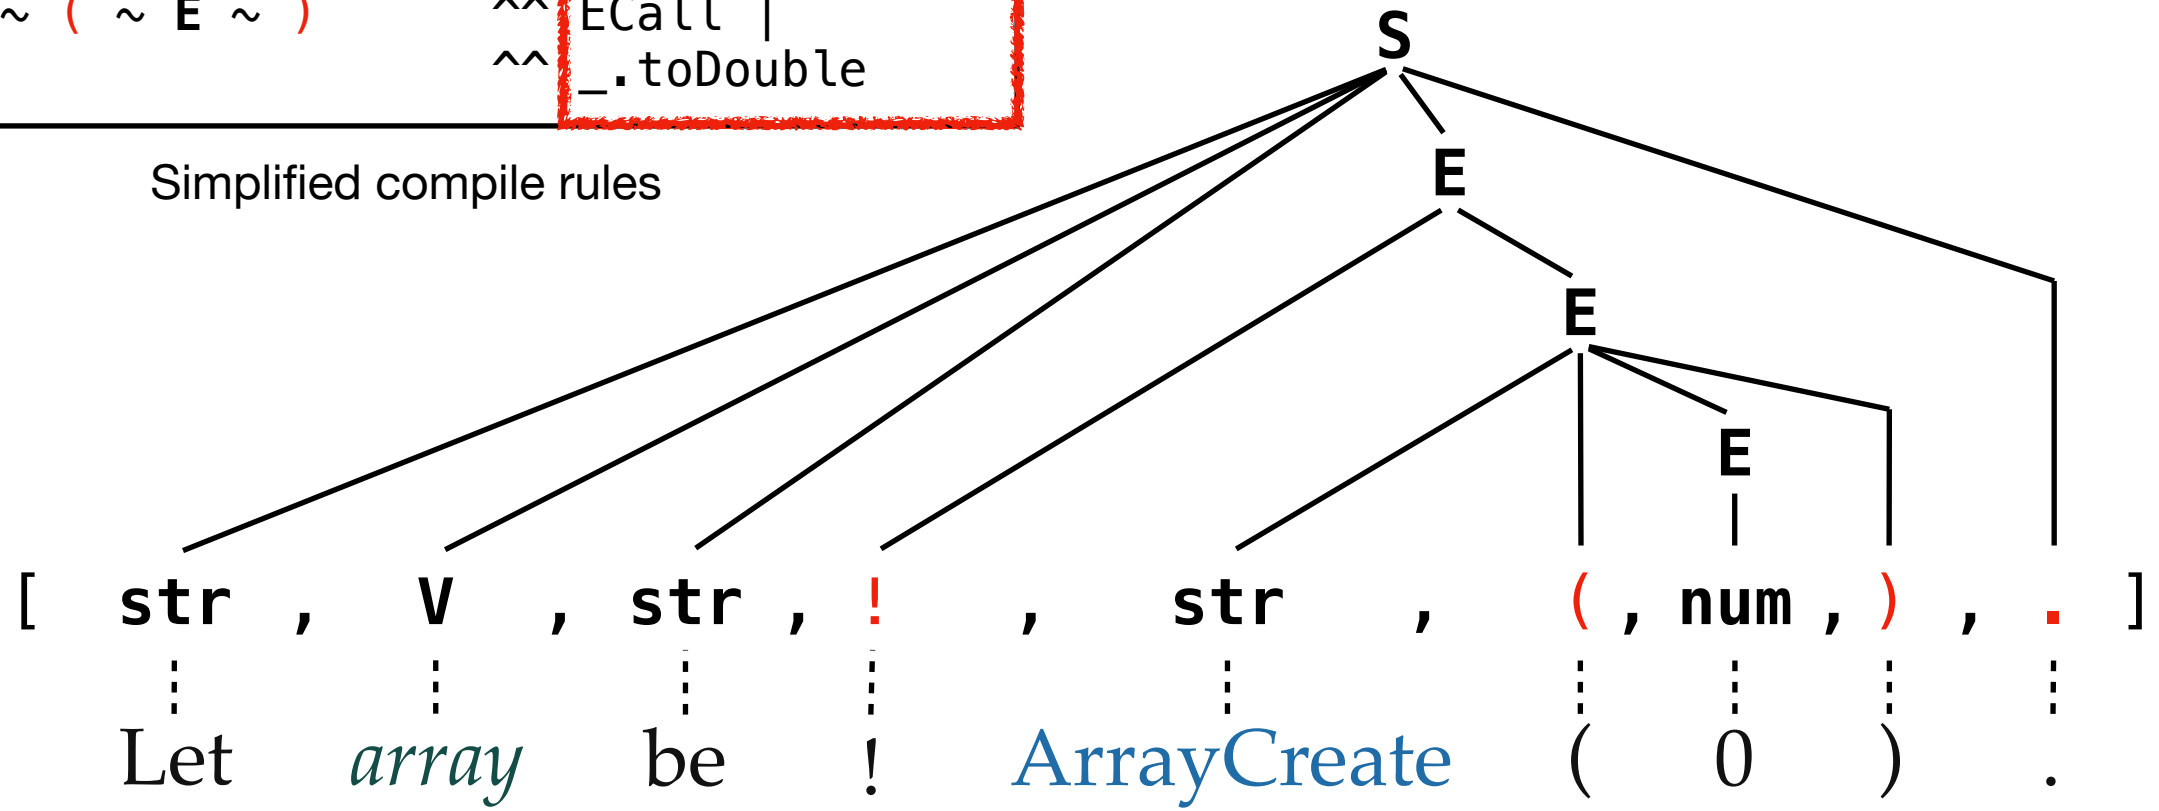 ~ ( ~ E ~ ) ^^ ECall |
^^ _.toDouble
Simplified compile rules
S
E
E
E
[ str , V , str , ! , str , ( , num , ) , . ]
Let array be ! ArrayCreate ( 0 ) .